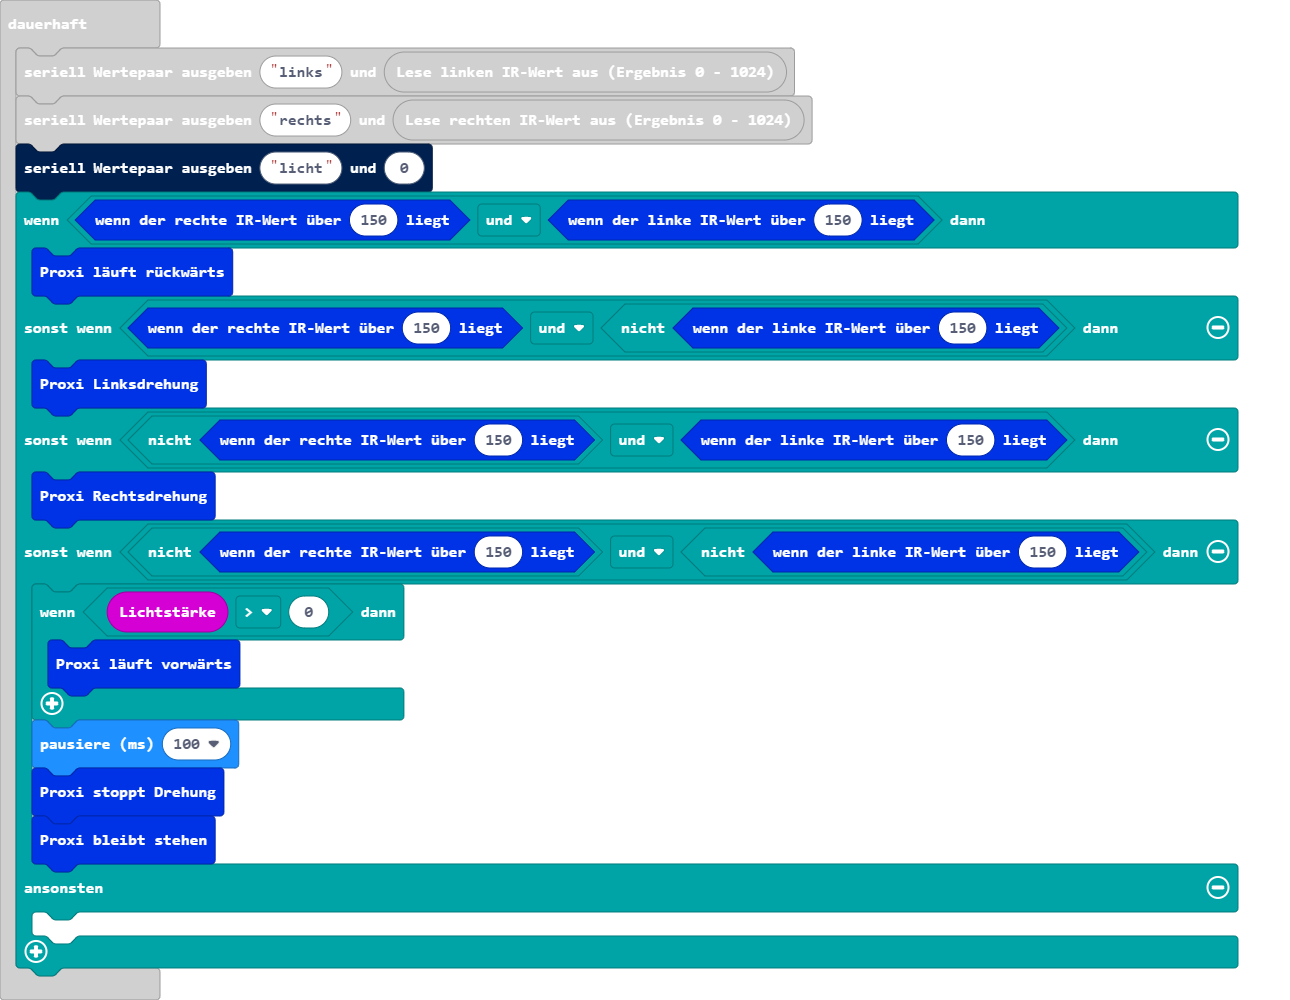 dauerhaft
seriell Wertepaar ausgeben "links" und Lese linken IR-Wert aus (Ergebnis 0 - 1024)
seriell Wertepaar ausgeben "rechts" und Lese rechten IR-Wert aus (Ergebnis 0 - 1024)
seriell Wertepaar ausgeben "licht" und 0
wenn wenn der rechte IR-Wert über 150 liegt und wenn der linke IR-Wert über 150 liegt dann
Proxi läuft rückwärts
sonst wenn wenn der rechte IR-Wert über 150 liegt und nicht wenn der linke IR-Wert über 150 liegt dann
Proxi Linksdrehung
sonst wenn nicht wenn der rechte IR-Wert über 150 liegt und wenn der linke IR-Wert über 150 liegt dann
Proxi Rechtsdrehung
sonst wenn nicht wenn der rechte IR-Wert über 150 liegt und nicht wenn der linke IR-Wert über 150 liegt dann
wenn Lichtstärke > 0 dann
Proxi läuft vorwärts
pausiere (ms) 100
Proxi stoppt Drehung
Proxi bleibt stehen
ansonsten